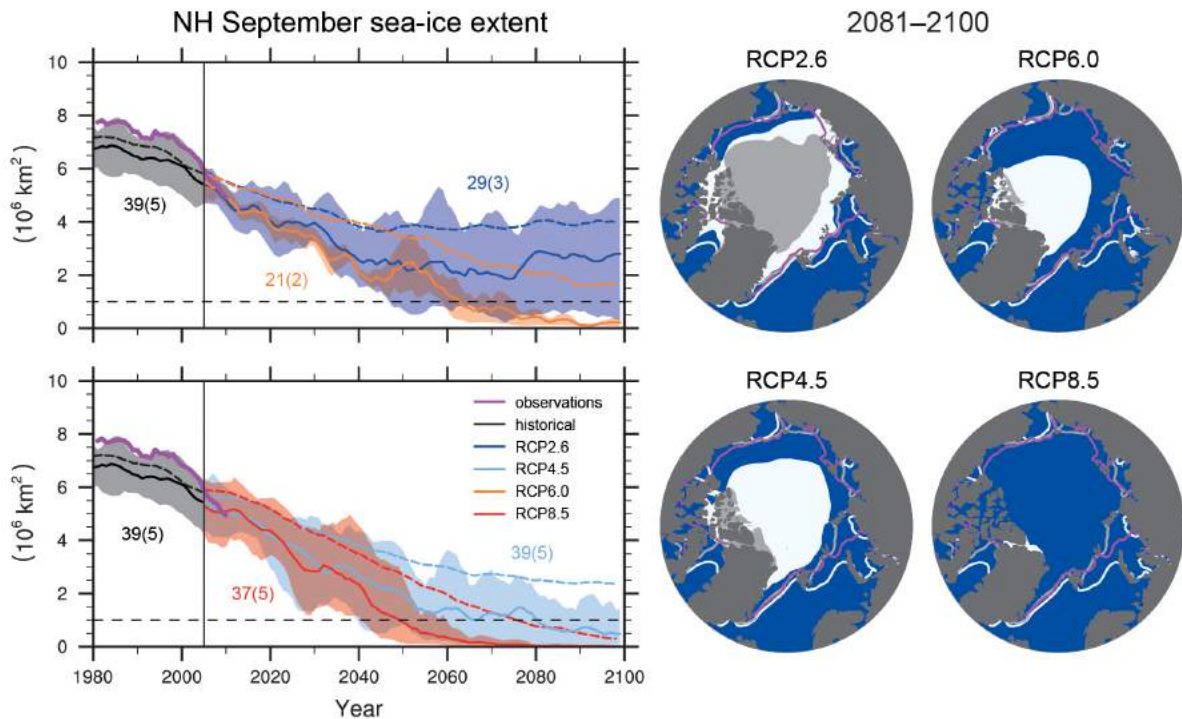 NH September sea-ice extent
2081–2100
RCP2.6
RCP6.0
10
8
6
4
2
0
(10⁶ km²)
39(5)
29(3)
21(2)
RCP4.5
RCP8.5
10
8
6
4
2
0
(10⁶ km²)
observations
historical
RCP2.6
RCP4.5
RCP6.0
RCP8.5
39(5)
39(5)
37(5)
1980
2000
2020
2040
2060
2080
2100
Year